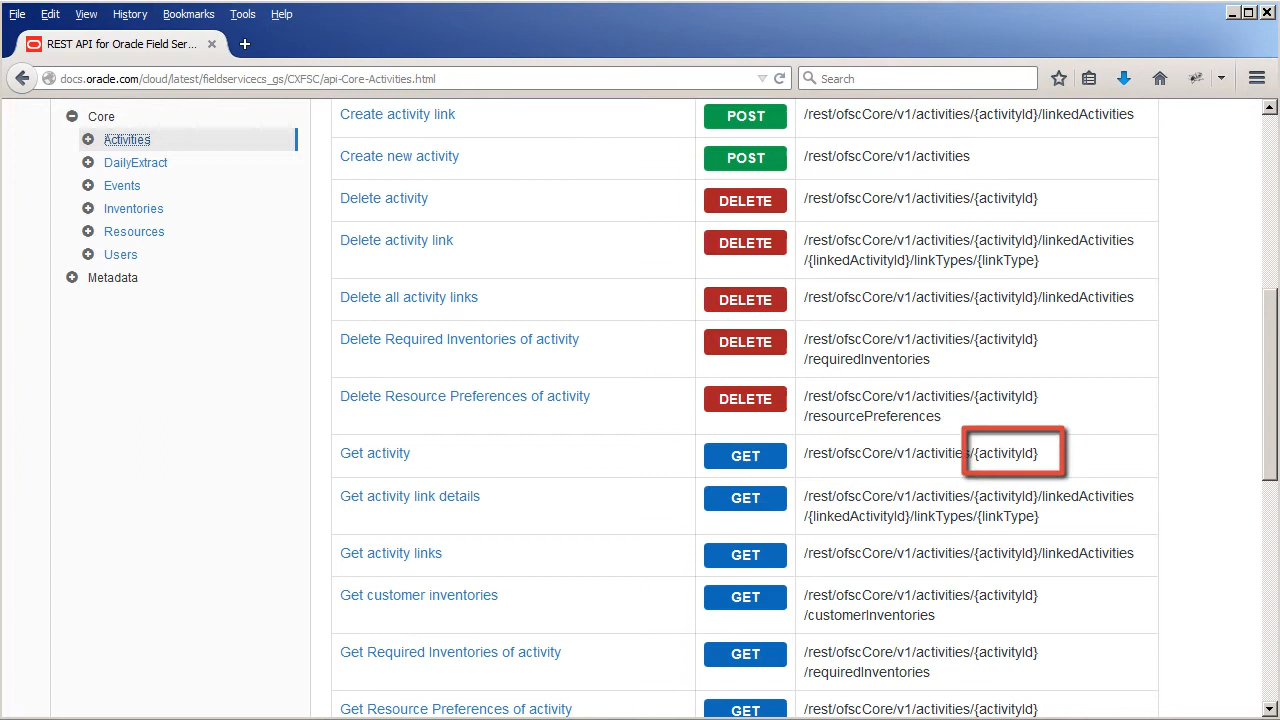 File Edit View History Bookmarks Tools Help
REST API for Oracle Field Ser...
docs.oracle.com/cloud/latest/fieldservicecs_gs/CXFSC/api-Core-Activities.html
Search
Core
Activities
DailyExtract
Events
Inventories
Resources
Users
Metadata
Create activity link POST /rest/ofscCore/v1/activities/{activityId}/linkedActivities
Create new activity POST /rest/ofscCore/v1/activities
Delete activity DELETE /rest/ofscCore/v1/activities/{activityId}
Delete activity link DELETE /rest/ofscCore/v1/activities/{activityId}/linkedActivities
/{linkedActivityId}/linkTypes/{linkType}
Delete all activity links DELETE /rest/ofscCore/v1/activities/{activityId}/linkedActivities
Delete Required Inventories of activity DELETE /rest/ofscCore/v1/activities/{activityId}
/requiredInventories
Delete Resource Preferences of activity DELETE /rest/ofscCore/v1/activities/{activityId}
/resourcePreferences
Get activity GET /rest/ofscCore/v1/activities/{activityId}
Get activity link details GET /rest/ofscCore/v1/activities/{activityId}/linkedActivities
/{linkedActivityId}/linkTypes/{linkType}
Get activity links GET /rest/ofscCore/v1/activities/{activityId}/linkedActivities
Get customer inventories GET /rest/ofscCore/v1/activities/{activityId}
/customerInventories
Get Required Inventories of activity GET /rest/ofscCore/v1/activities/{activityId}
/requiredInventories
Get Resource Preferences of activity GET /rest/ofscCore/v1/activities/{activityId}